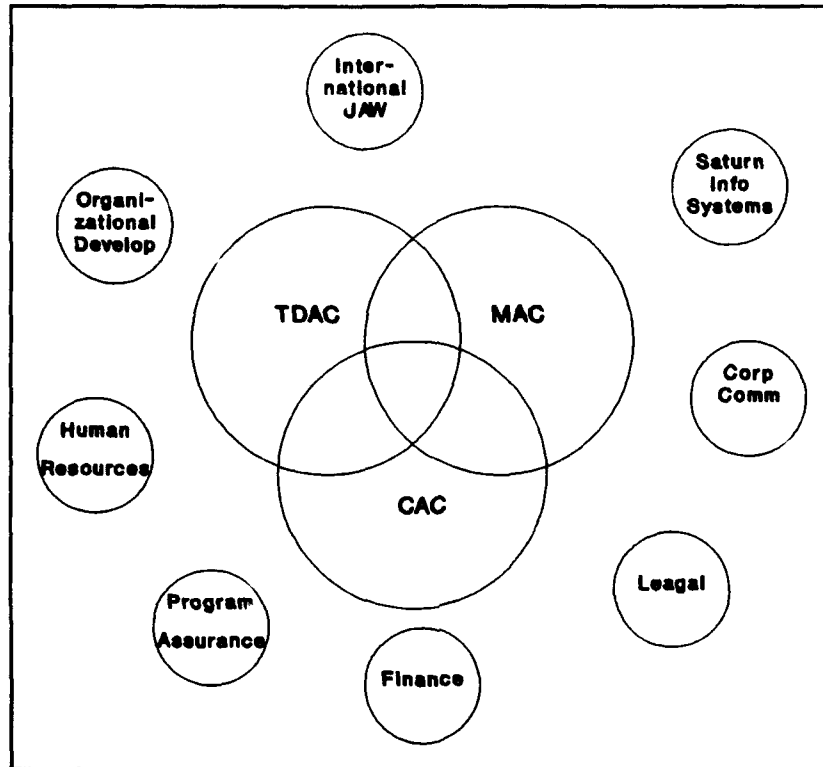 Inter-
national
JAW
Saturn
Info
Systems
Organi-
zational
Develop
TDAC
MAC
Corp
Comm
Human
Resources
CAC
Leagal
Program
Assurance
Finance